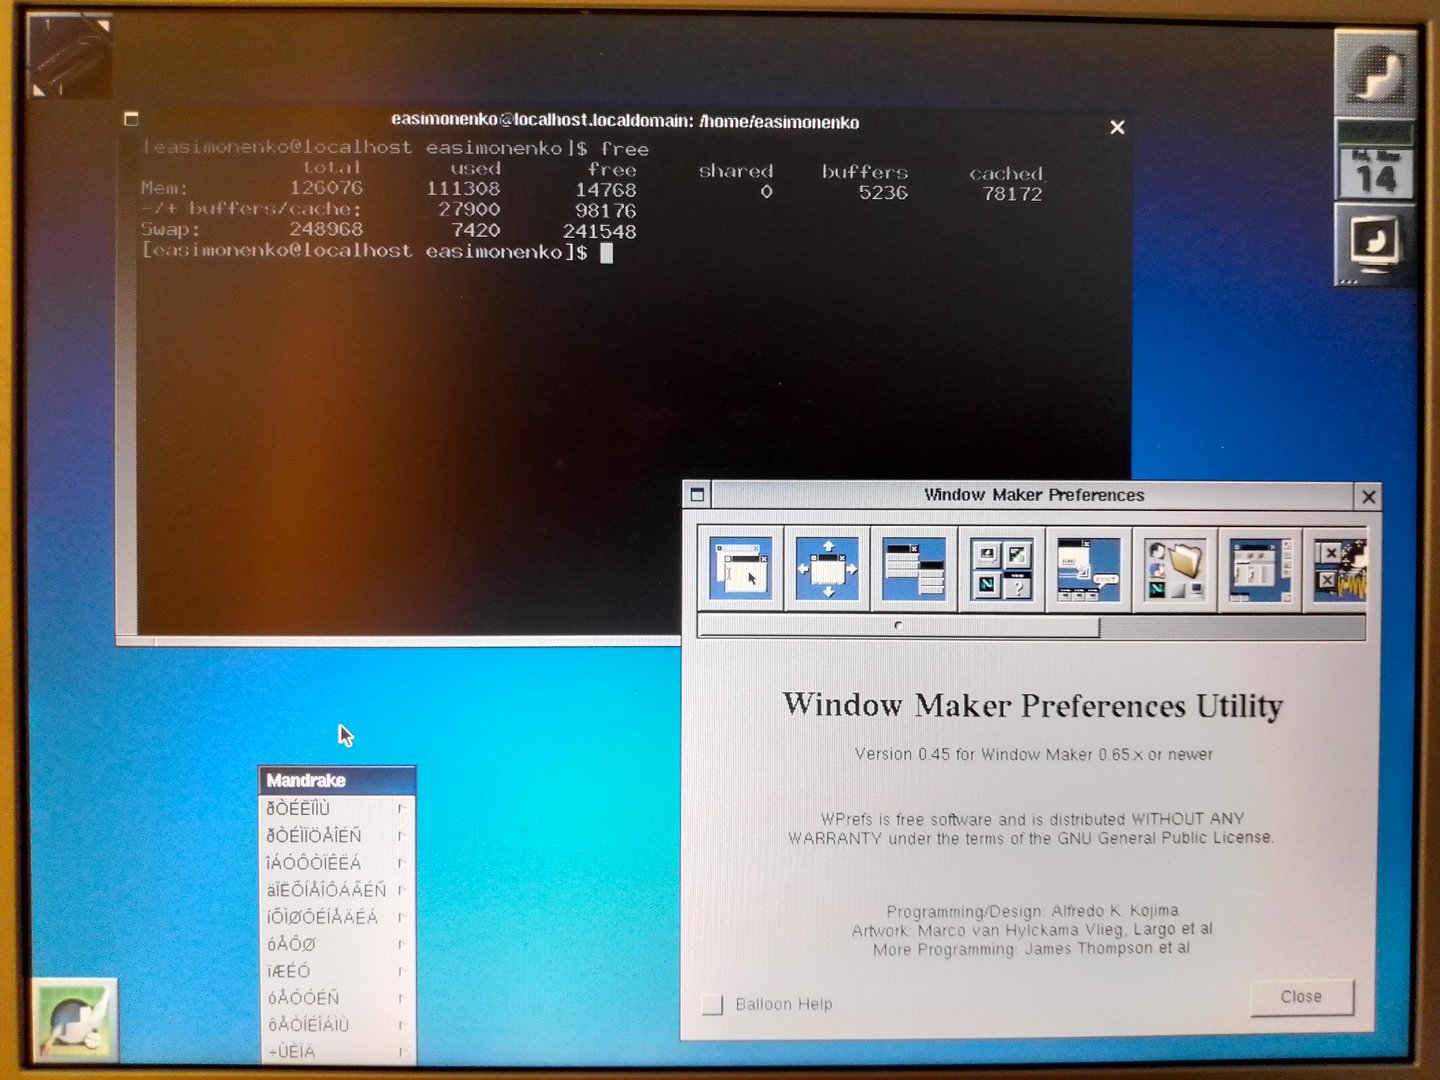 1
easimonenko@localhost.localdomain: /home/easimonenko
[easimonenko@localhost easimonenko]$ free
total used free shared buffers cached
Mem: 126076 111308 14768 0 5236 78172
-/+ buffers/cache: 27900 98176
Swap: 248968 7420 241548
[easimonenko@localhost easimonenko]$
14
Window Maker Preferences
Window Maker Preferences Utility
Version 0.45 for Window Maker 0.65.x or newer
WPrefs is free software and is distributed WITHOUT ANY
WARRANTY under the terms of the GNU General Public License.
Programming/Design: Alfredo K. Kojima
Artwork: Marco van Hylckama Vlieg, Largo et al
More Programming: James Thompson et al
Balloon Help
Close
Mandrake
ðÒÉËÏÌÙ
ðÒÉÌÏÖÅÎÉÑ
îÁÓÔÒÏÊËÁ
äÏËÕÍÅÎÔÁÃÉÑ
íÕÌØÔÉÍÅÄÉÁ
óÅÔØ
ïÆÉÓ
óÅÓÓÉÑ
ôÅÒÍÉÎÁÌÙ
÷ÙÈÏÄ